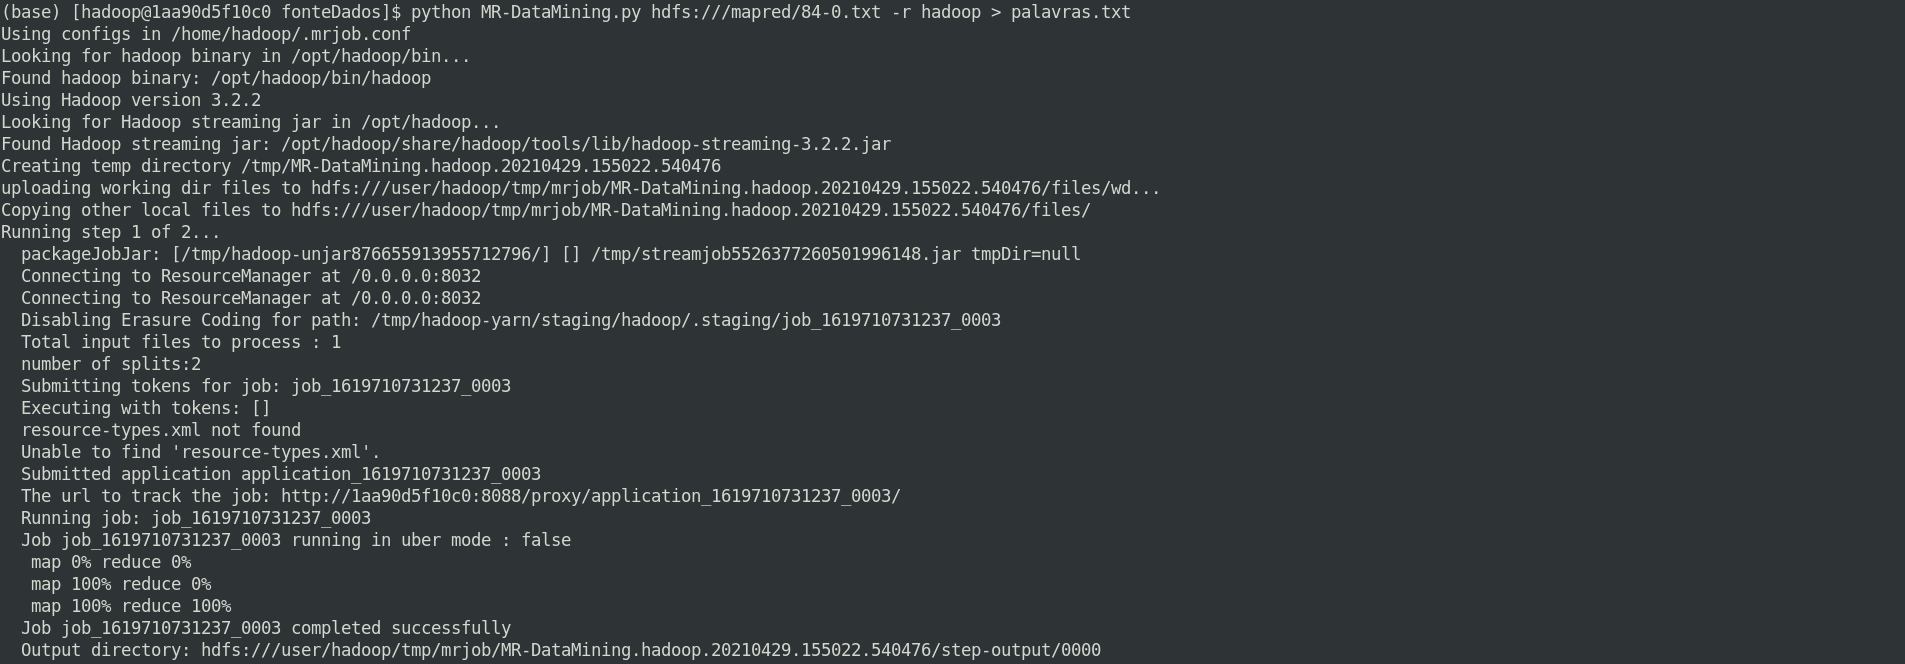 (base) [hadoop@1aa90d5f10c0 fonteDados]$ python MR-DataMining.py hdfs:///mapred/84-0.txt -r hadoop > palavras.txt
Using configs in /home/hadoop/.mrjob.conf
Looking for hadoop binary in /opt/hadoop/bin...
Found hadoop binary: /opt/hadoop/bin/hadoop
Using Hadoop version 3.2.2
Looking for Hadoop streaming jar in /opt/hadoop...
Found Hadoop streaming jar: /opt/hadoop/share/hadoop/tools/lib/hadoop-streaming-3.2.2.jar
Creating temp directory /tmp/MR-DataMining.hadoop.20210429.155022.540476
uploading working dir files to hdfs:///user/hadoop/tmp/mrjob/MR-DataMining.hadoop.20210429.155022.540476/files/wd...
Copying other local files to hdfs:///user/hadoop/tmp/mrjob/MR-DataMining.hadoop.20210429.155022.540476/files/
Running step 1 of 2...
  packageJobJar: [/tmp/hadoop-unjar876655913955712796/] [] /tmp/streamjob5526377260501996148.jar tmpDir=null
  Connecting to ResourceManager at /0.0.0.0:8032
  Connecting to ResourceManager at /0.0.0.0:8032
  Disabling Erasure Coding for path: /tmp/hadoop-yarn/staging/hadoop/.staging/job_1619710731237_0003
  Total input files to process : 1
  number of splits:2
  Submitting tokens for job: job_1619710731237_0003
  Executing with tokens: []
  resource-types.xml not found
  Unable to find 'resource-types.xml'.
  Submitted application application_1619710731237_0003
  The url to track the job: http://1aa90d5f10c0:8088/proxy/application_1619710731237_0003/
  Running job: job_1619710731237_0003
  Job job_1619710731237_0003 running in uber mode : false
   map 0% reduce 0%
   map 100% reduce 0%
   map 100% reduce 100%
  Job job_1619710731237_0003 completed successfully
  Output directory: hdfs:///user/hadoop/tmp/mrjob/MR-DataMining.hadoop.20210429.155022.540476/step-output/0000